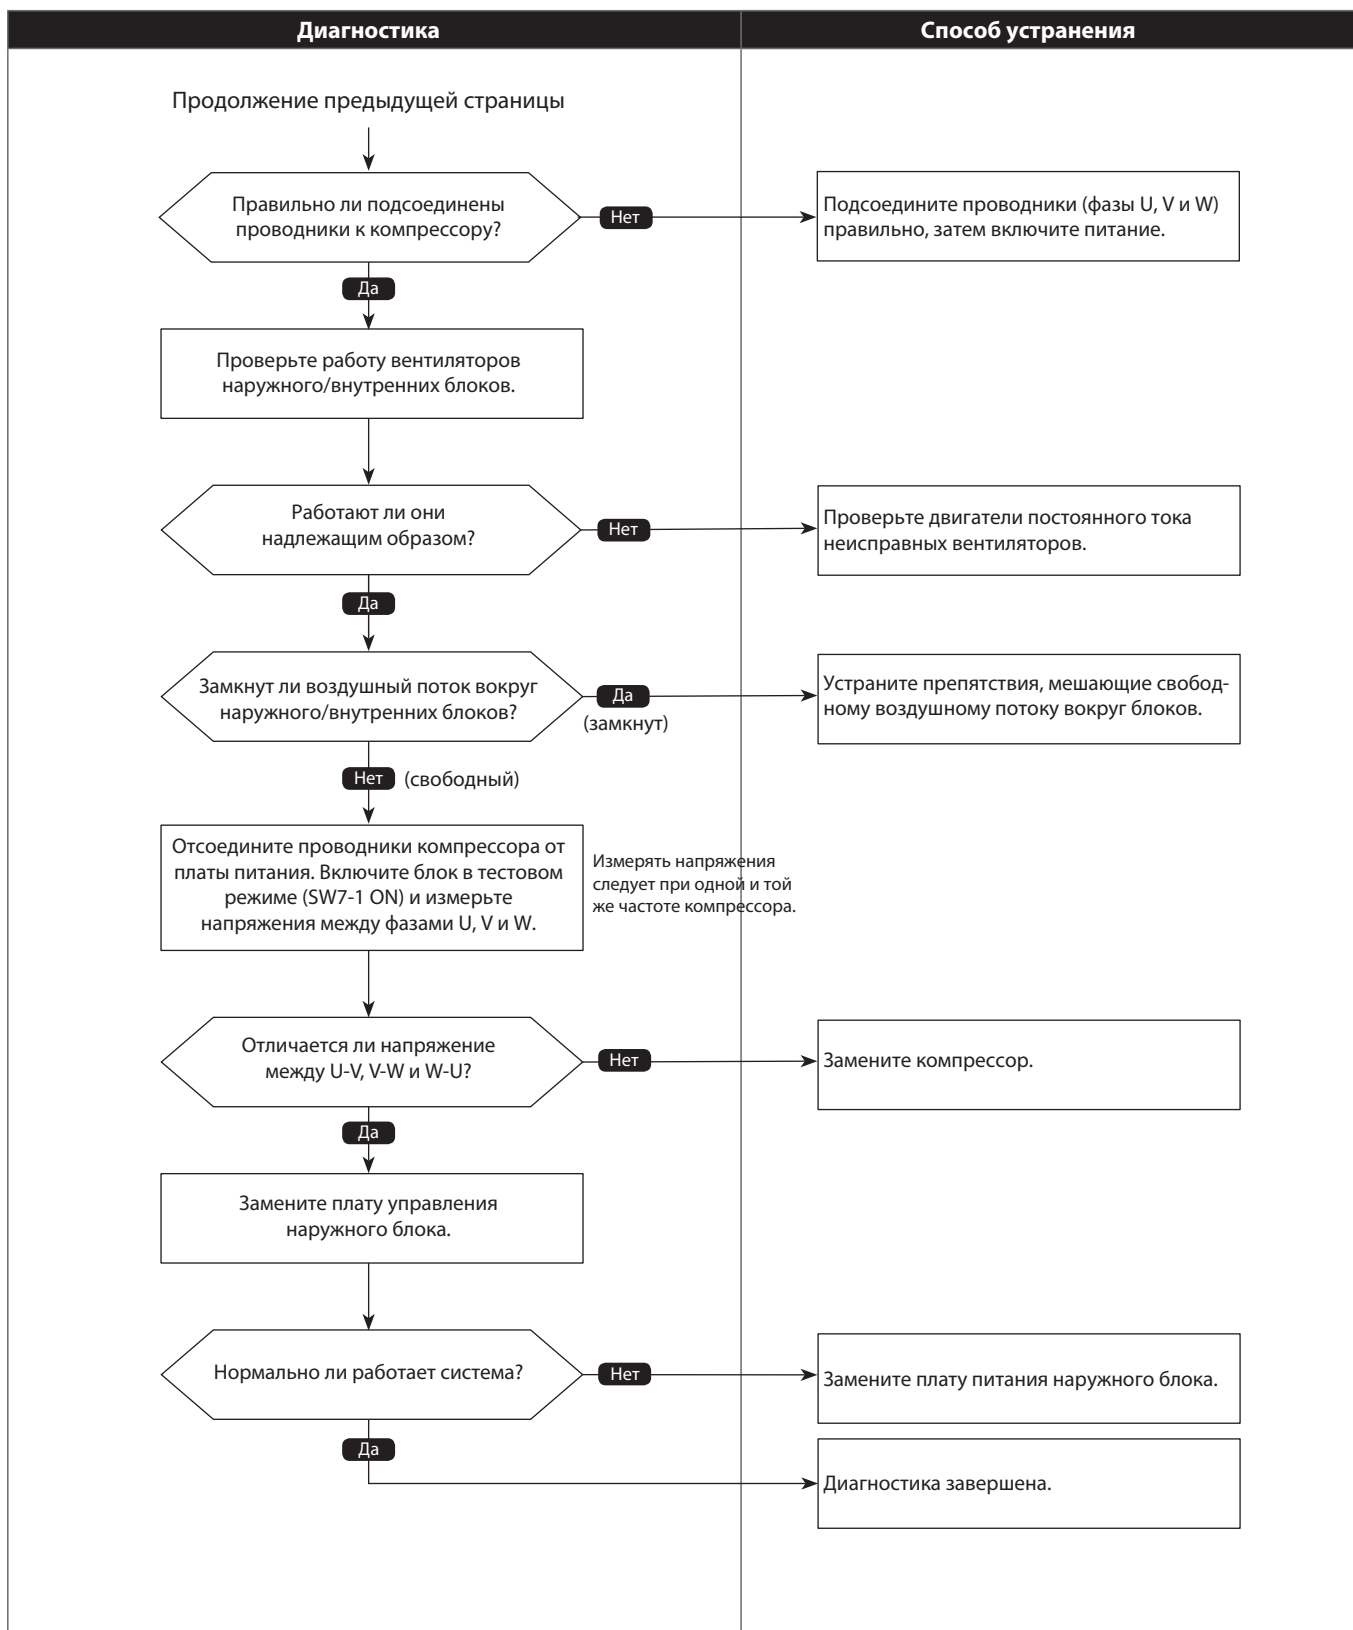 Диагностика
Способ устранения
Продолжение предыдущей страницы
Правильно ли подсоединены
проводники к компрессору?
Нет
Подсоедините проводники (фазы U, V и W)
правильно, затем включите питание.
Да
Проверьте работу вентиляторов
наружного/внутренних блоков.
Работают ли они
надлежащим образом?
Нет
Проверьте двигатели постоянного тока
неисправных вентиляторов.
Да
Замкнут ли воздушный поток вокруг
наружного/внутренних блоков?
Да
(замкнут)
Устраните препятствия, мешающие свобод-
ному воздушному потоку вокруг блоков.
Нет (свободный)
Отсоедините проводники компрессора от
платы питания. Включите блок в тестовом
режиме (SW7-1 ON) и измерьте
напряжения между фазами U, V и W.
Измерять напряжения
следует при одной и той
же частоте компрессора.
Отличается ли напряжение
между U-V, V-W и W-U?
Нет
Замените компрессор.
Да
Замените плату управления
наружного блока.
Нормально ли работает система?
Нет
Замените плату питания наружного блока.
Да
Диагностика завершена.